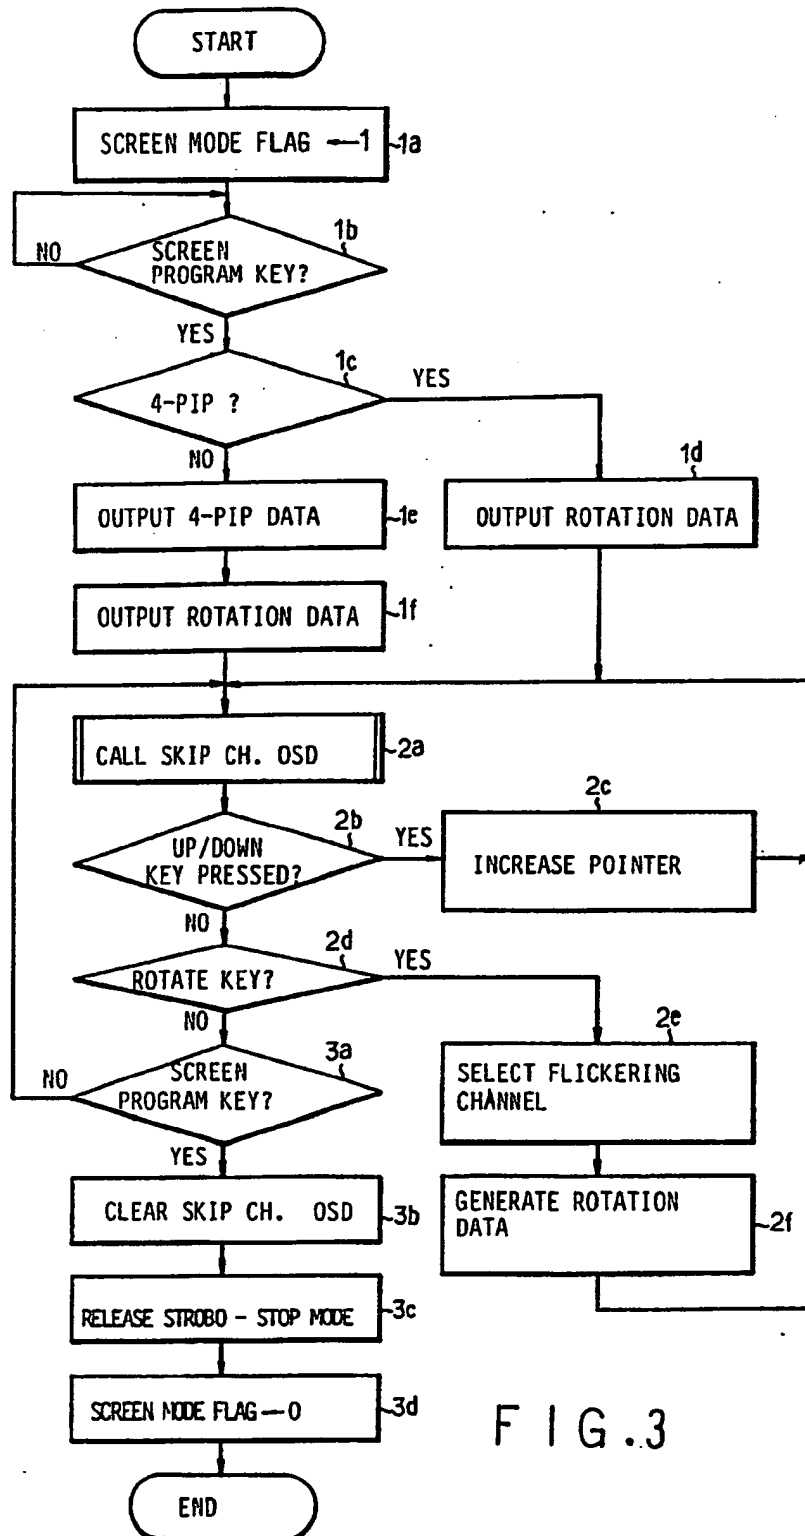 START
SCREEN MODE FLAG ←1
1a
1b
SCREEN
PROGRAM KEY?
NO
YES
1c
4-PIP ?
YES
NO
1d
OUTPUT 4-PIP DATA
1e
OUTPUT ROTATION DATA
OUTPUT ROTATION DATA
1f
CALL SKIP CH. OSD
2a
2b
UP/DOWN
KEY PRESSED?
YES
2c
INCREASE POINTER
NO
2d
ROTATE KEY?
YES
NO
2e
SELECT FLICKERING
CHANNEL
3a
SCREEN
PROGRAM KEY?
NO
YES
GENERATE ROTATION
DATA
2f
CLEAR SKIP CH. OSD
3b
RELEASE STROBO - STOP MODE
3c
SCREEN MODE FLAG ← 0
3d
FIG.3
END